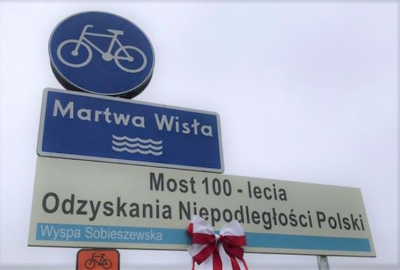 Martwa Wisła
Most 100 - lecia
Odzyskania Niepodległości Polski
Wyspa Sobieszewska